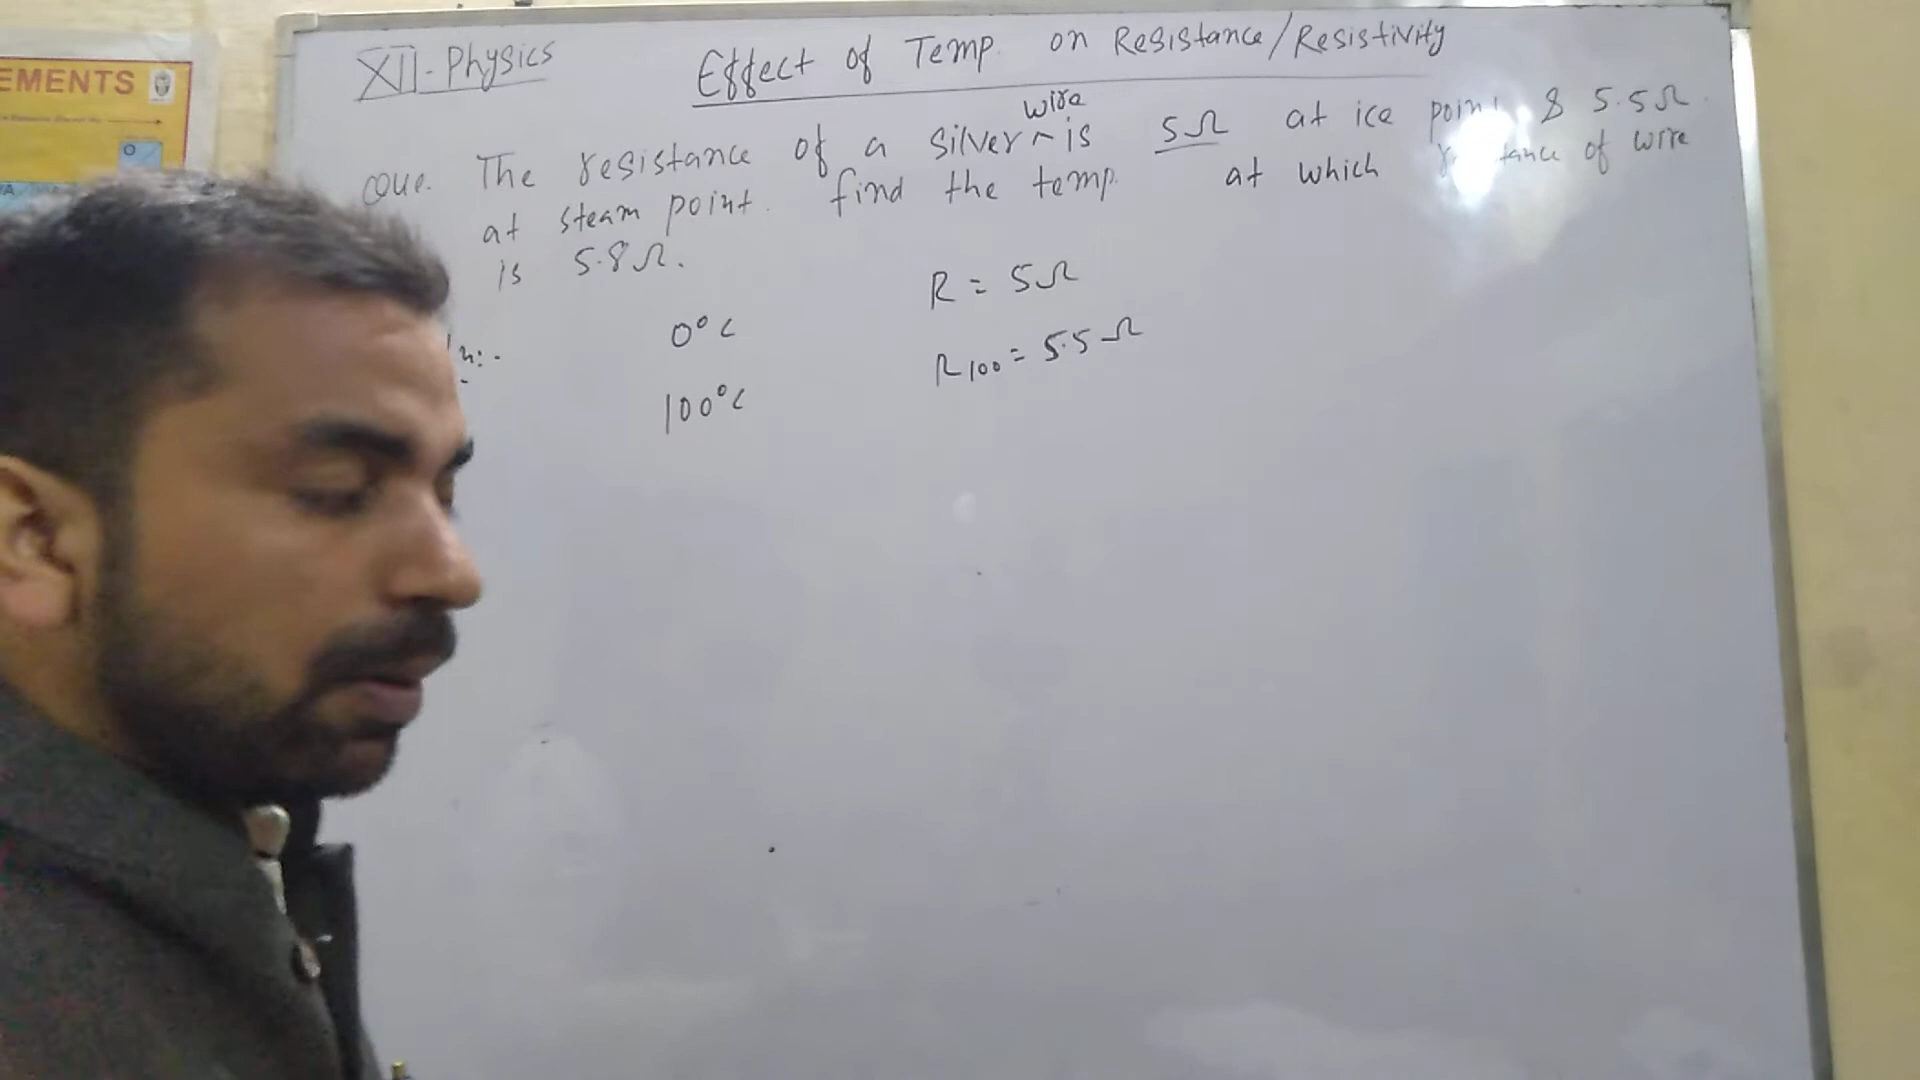 EMENTS
XII - Physics
Effect of Temp. on Resistance/Resistivity
wire
Que. The resistance of a silver ^ is 5Ω at ice & 5.5Ω
at steam point. find the temp. at which of wire
is 5.8Ω.
0°C R = 5Ω
100°C R100 = 5.5Ω